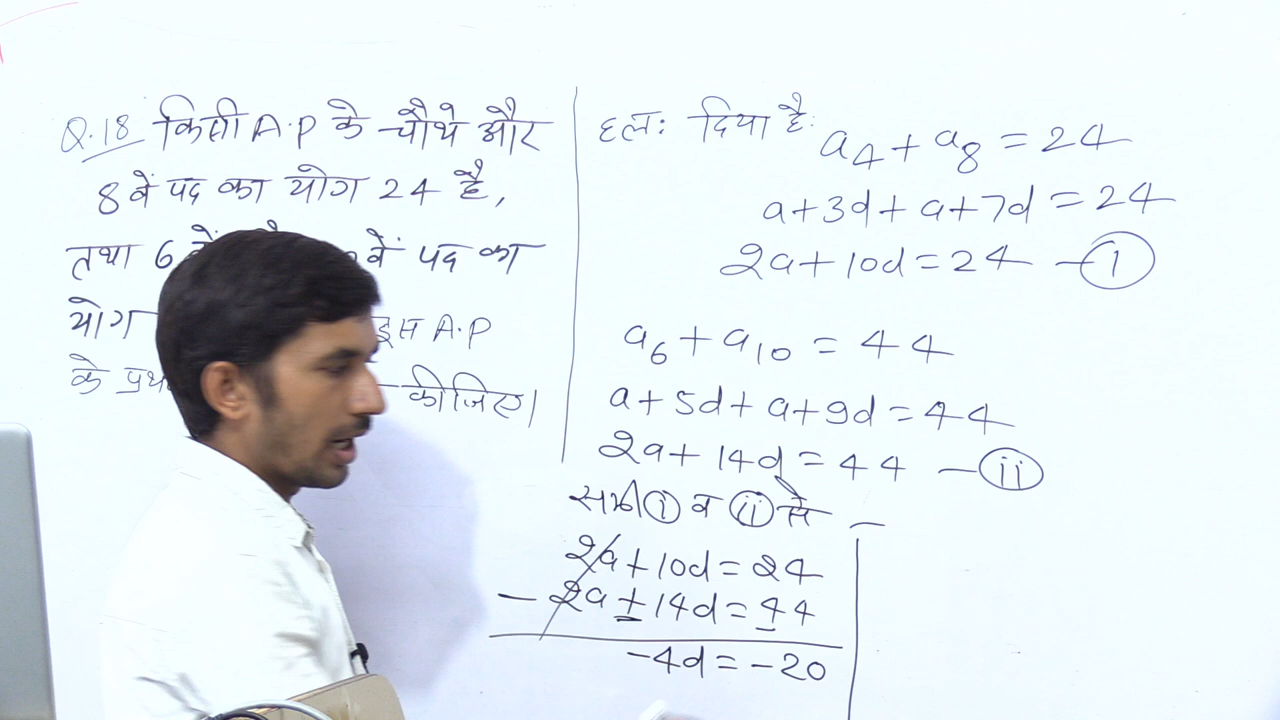 Q.18 किसी A.P के चौथे और
8 वें पद का योग 24 है,
तथा 6 वें पद का
योग इस A.P
के कीजिए।
हल: दिया है:
a₄ + a₈ = 24
a + 3d + a + 7d = 24
2a + 10d = 24 — (i)
a₆ + a₁₀ = 44
a + 5d + a + 9d = 44
2a + 14d = 44 — (ii)
समी (i) व (ii) से
2a + 10d = 24
- 2a ± 14d = 44
-4d = -20